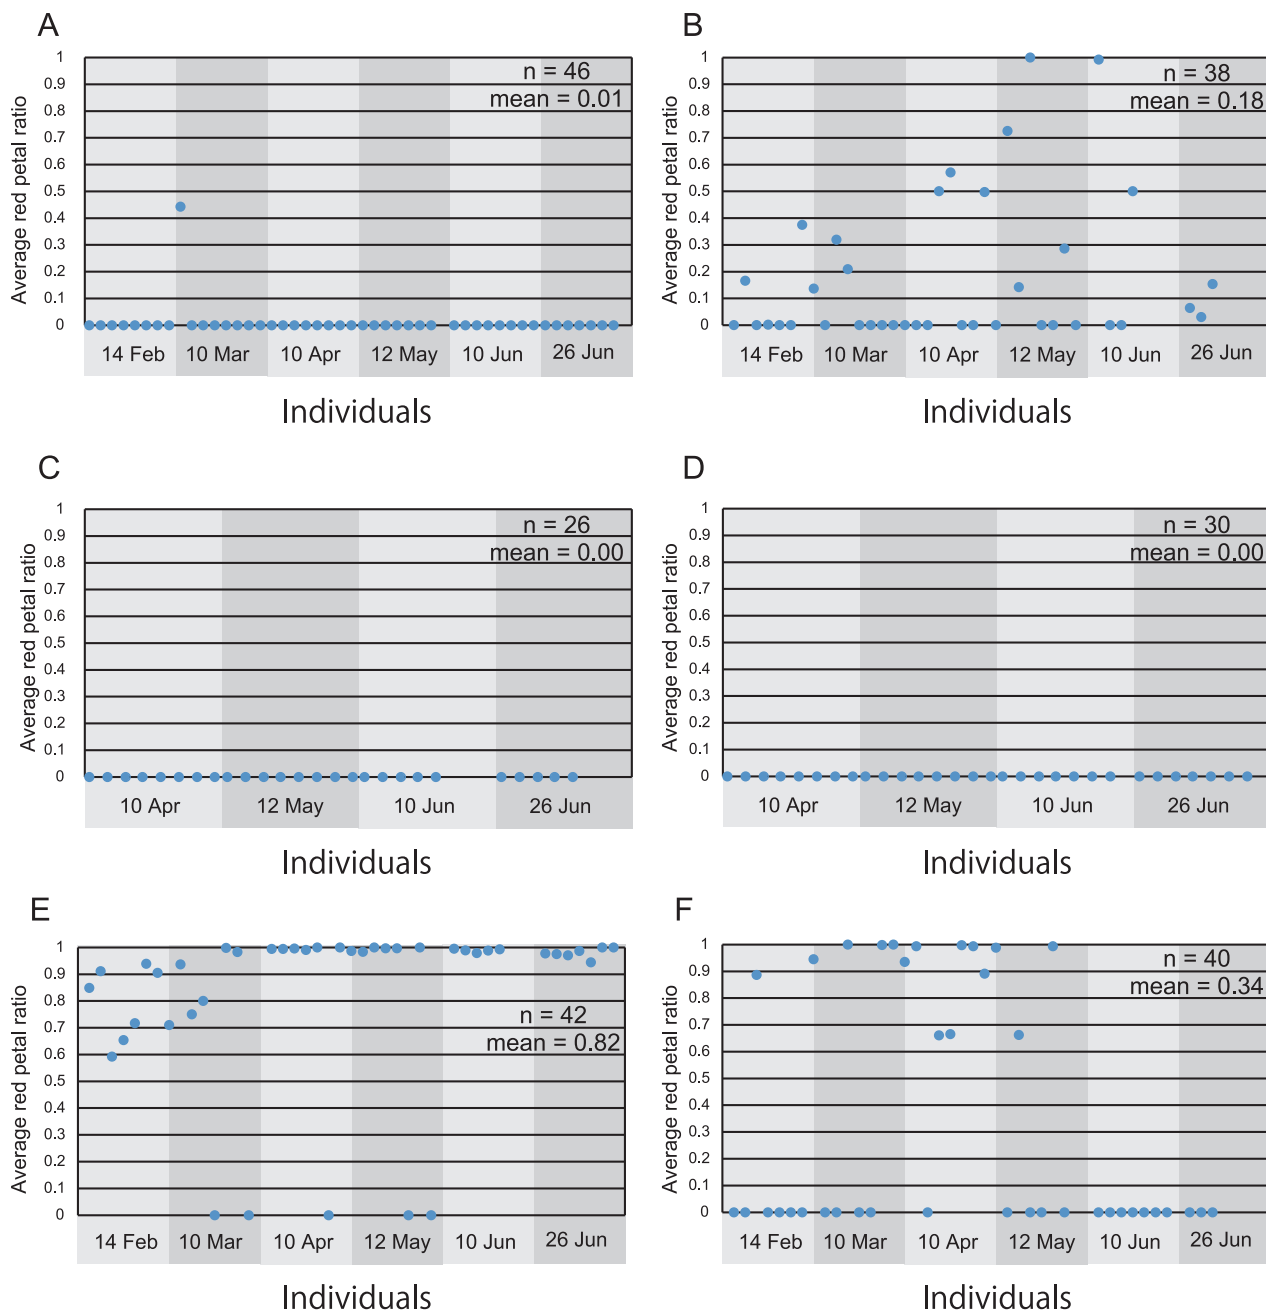 A
Average red petal ratio
1
0.9
0.8
0.7
0.6
0.5
0.4
0.3
0.2
0.1
0
n = 46
mean = 0.01
14 Feb 10 Mar 10 Apr 12 May 10 Jun 26 Jun
Individuals
B
Average red petal ratio
1
0.9
0.8
0.7
0.6
0.5
0.4
0.3
0.2
0.1
0
n = 38
mean = 0.18
14 Feb 10 Mar 10 Apr 12 May 10 Jun 26 Jun
Individuals
C
Average red petal ratio
1
0.9
0.8
0.7
0.6
0.5
0.4
0.3
0.2
0.1
0
n = 26
mean = 0.00
10 Apr 12 May 10 Jun 26 Jun
Individuals
D
Average red petal ratio
1
0.9
0.8
0.7
0.6
0.5
0.4
0.3
0.2
0.1
0
n = 30
mean = 0.00
10 Apr 12 May 10 Jun 26 Jun
Individuals
E
Average red petal ratio
1
0.9
0.8
0.7
0.6
0.5
0.4
0.3
0.2
0.1
0
n = 42
mean = 0.82
14 Feb 10 Mar 10 Apr 12 May 10 Jun 26 Jun
Individuals
F
Average red petal ratio
1
0.9
0.8
0.7
0.6
0.5
0.4
0.3
0.2
0.1
0
n = 40
mean = 0.34
14 Feb 10 Mar 10 Apr 12 May 10 Jun 26 Jun
Individuals